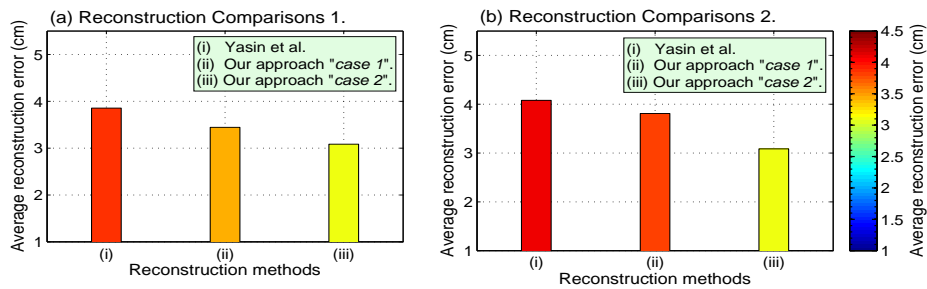 (a) Reconstruction Comparisons 1.
Average reconstruction error (cm)
5
4
3
2
1
(i) Yasin et al.
(ii) Our approach "case 1".
(iii) Our approach "case 2".
(i) (ii) (iii)
Reconstruction methods
(b) Reconstruction Comparisons 2.
Average reconstruction error (cm)
5
4
3
2
1
(i) Yasin et al.
(ii) Our approach "case 1".
(iii) Our approach "case 2".
(i) (ii) (iii)
Reconstruction methods
4.5
4
3.5
3
2.5
2
1.5
1
Average reconstruction error (cm)